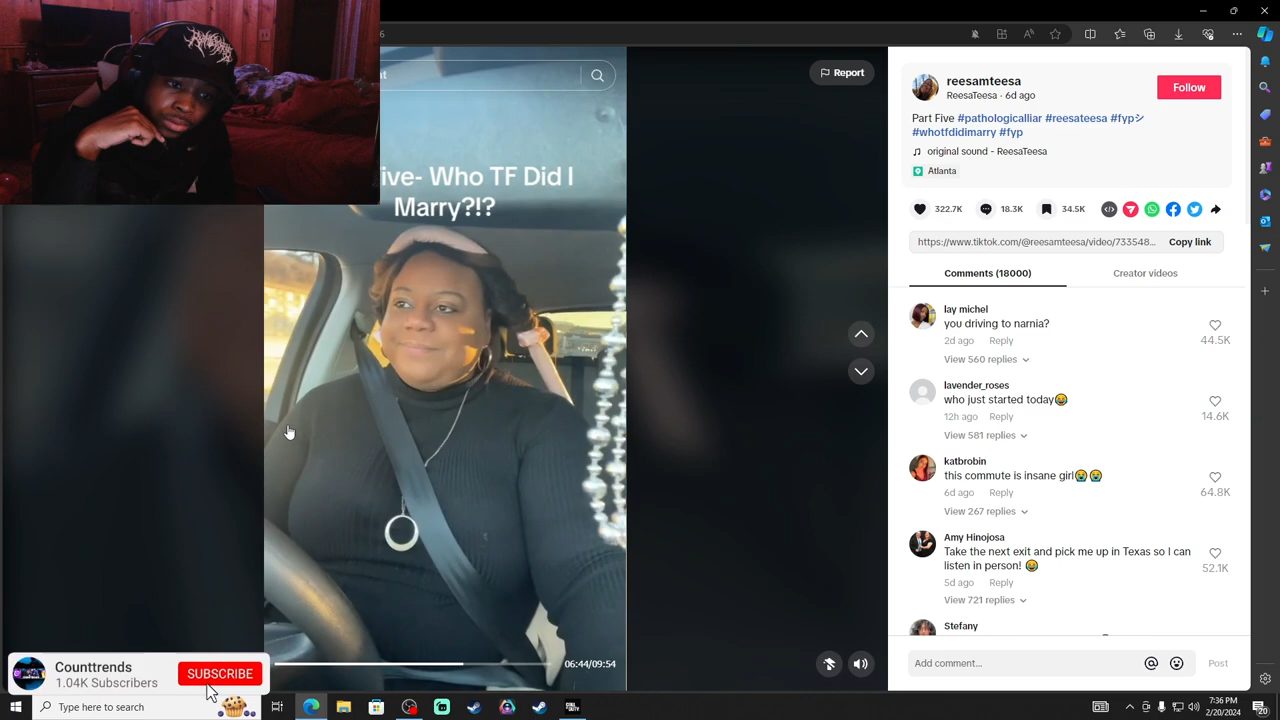 6
t
ive- Who TF Did I
Marry?!?
Report
reesamteesa
ReesaTeesa · 6d ago
Follow
Part Five #pathologicalliar #reesateesa #fypシ
#whotfdidimarry #fyp
original sound - ReesaTeesa
Atlanta
322.7K 18.3K 34.5K
https://www.tiktok.com/@reesamteesa/video/733548... Copy link
Comments (18000) Creator videos
lay michel
you driving to narnia?
2d ago Reply
44.5K
View 560 replies
lavender_roses
who just started today😂
12h ago Reply
14.6K
View 581 replies
katbrobin
this commute is insane girl😭😭
6d ago Reply
64.8K
View 267 replies
Amy Hinojosa
Take the next exit and pick me up in Texas so I can
listen in person! 😂
52.1K
5d ago Reply
View 721 replies
Stefany
06:44/09:54
Add comment... Post
Counttrends
1.04K Subscribers
SUBSCRIBE
Type here to search
7:36 PM
2/20/2024